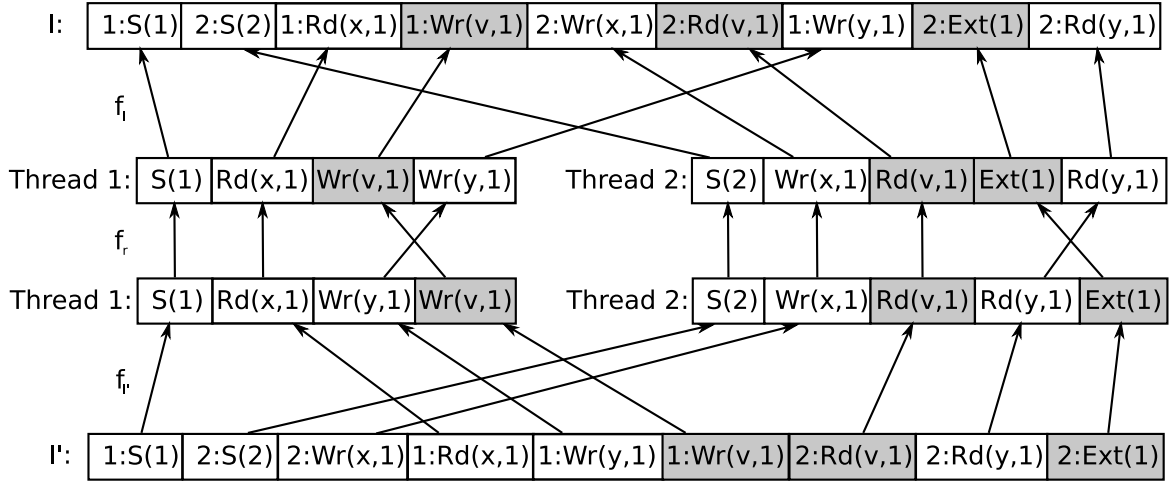 I: 1:S(1) 2:S(2) 1:Rd(x,1) 1:Wr(v,1) 2:Wr(x,1) 2:Rd(v,1) 1:Wr(y,1) 2:Ext(1) 2:Rd(y,1)
f_I
Thread 1: S(1) Rd(x,1) Wr(v,1) Wr(y,1) Thread 2: S(2) Wr(x,1) Rd(v,1) Ext(1) Rd(y,1)
f_r
Thread 1: S(1) Rd(x,1) Wr(y,1) Wr(v,1) Thread 2: S(2) Wr(x,1) Rd(v,1) Rd(y,1) Ext(1)
f_I'
I': 1:S(1) 2:S(2) 2:Wr(x,1) 1:Rd(x,1) 1:Wr(y,1) 1:Wr(v,1) 2:Rd(v,1) 2:Rd(y,1) 2:Ext(1)